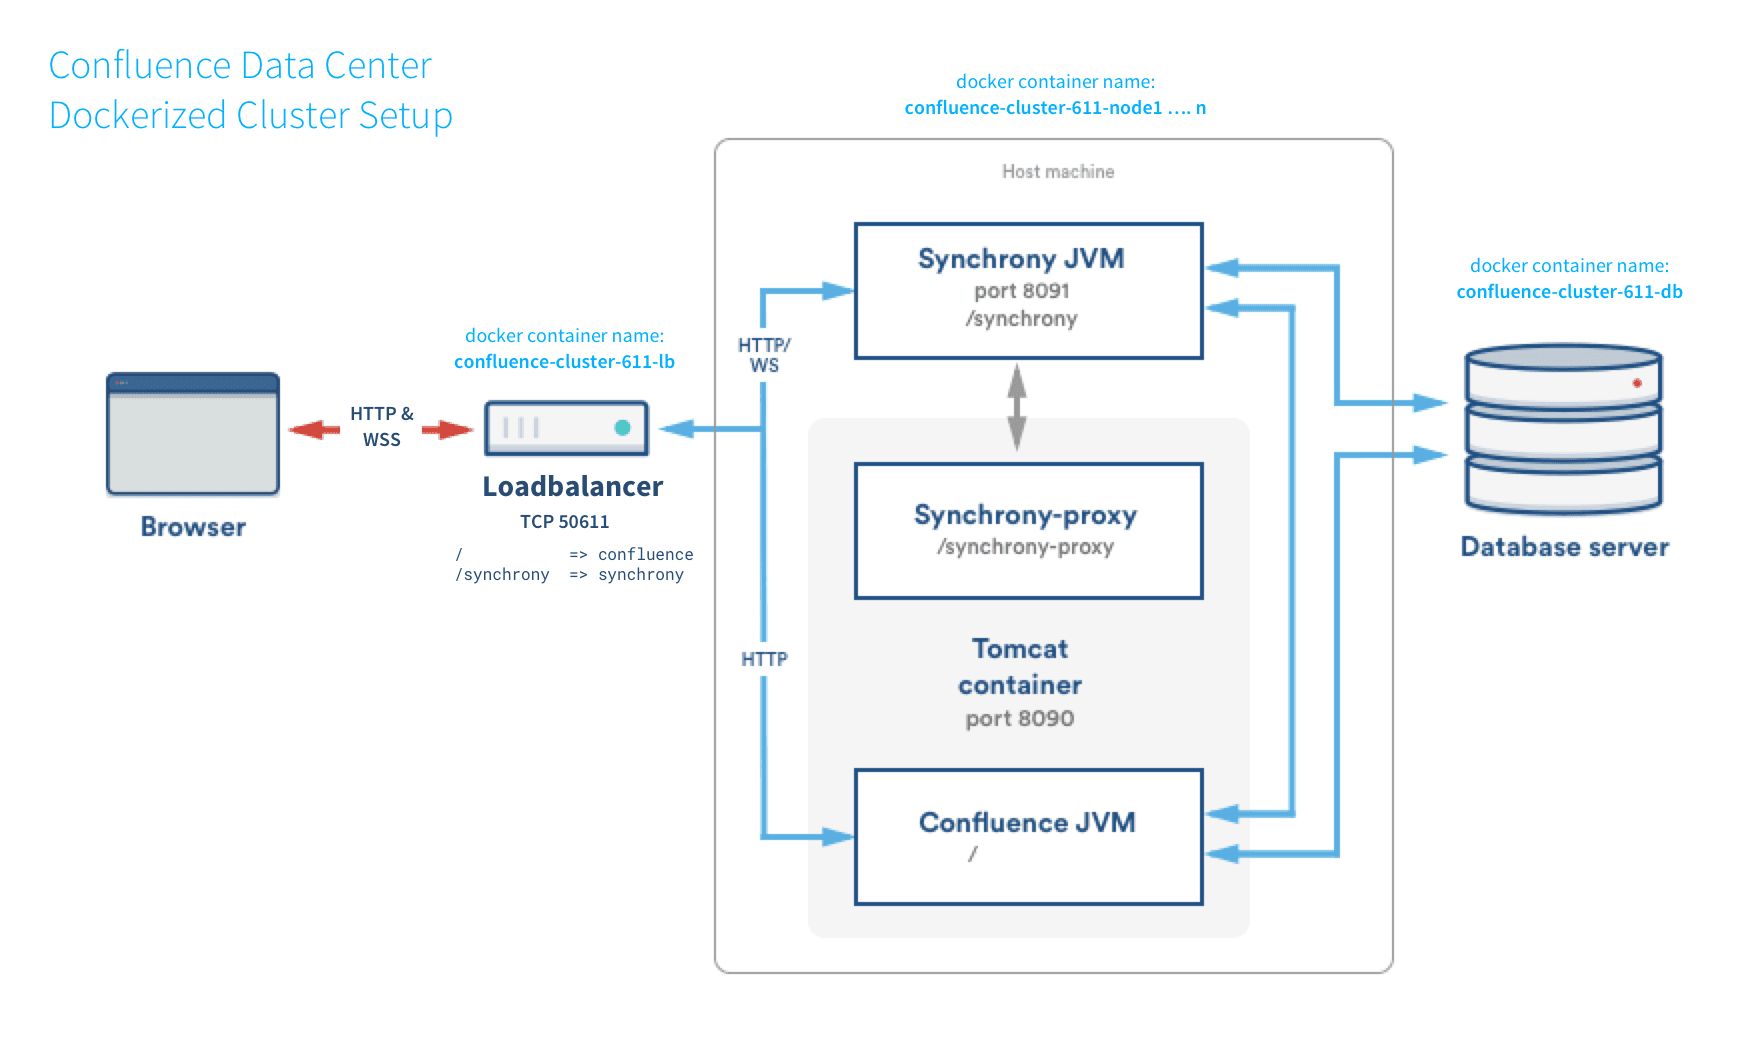 Confluence Data Center
Dockerized Cluster Setup
docker container name:
confluence-cluster-611-node1 .... n
Host machine
Synchrony JVM
port 8091
/synchrony
docker container name:
confluence-cluster-611-db
docker container name:
confluence-cluster-611-lb
HTTP/
WS
HTTP &
WSS
Loadbalancer
TCP 50611
/ => confluence
/synchrony => synchrony
Browser
Synchrony-proxy
/synchrony-proxy
Database server
Tomcat
container
port 8090
HTTP
Confluence JVM
/